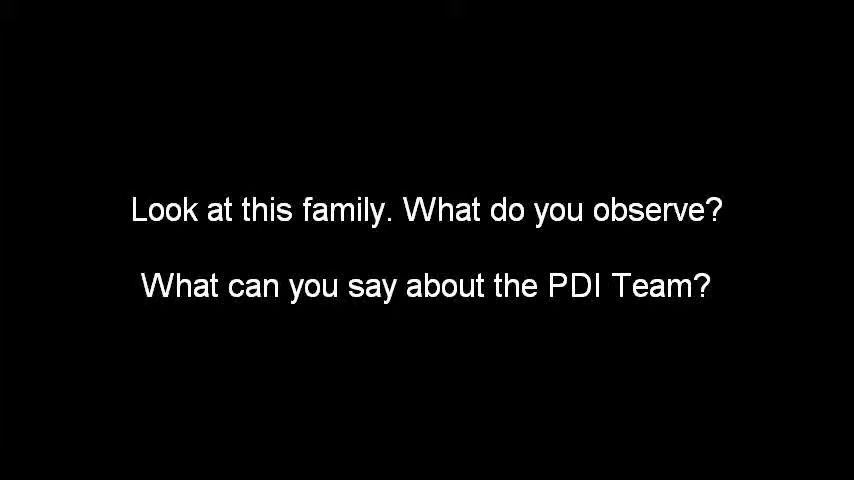 Look at this family. What do you observe?
What can you say about the PDI Team?